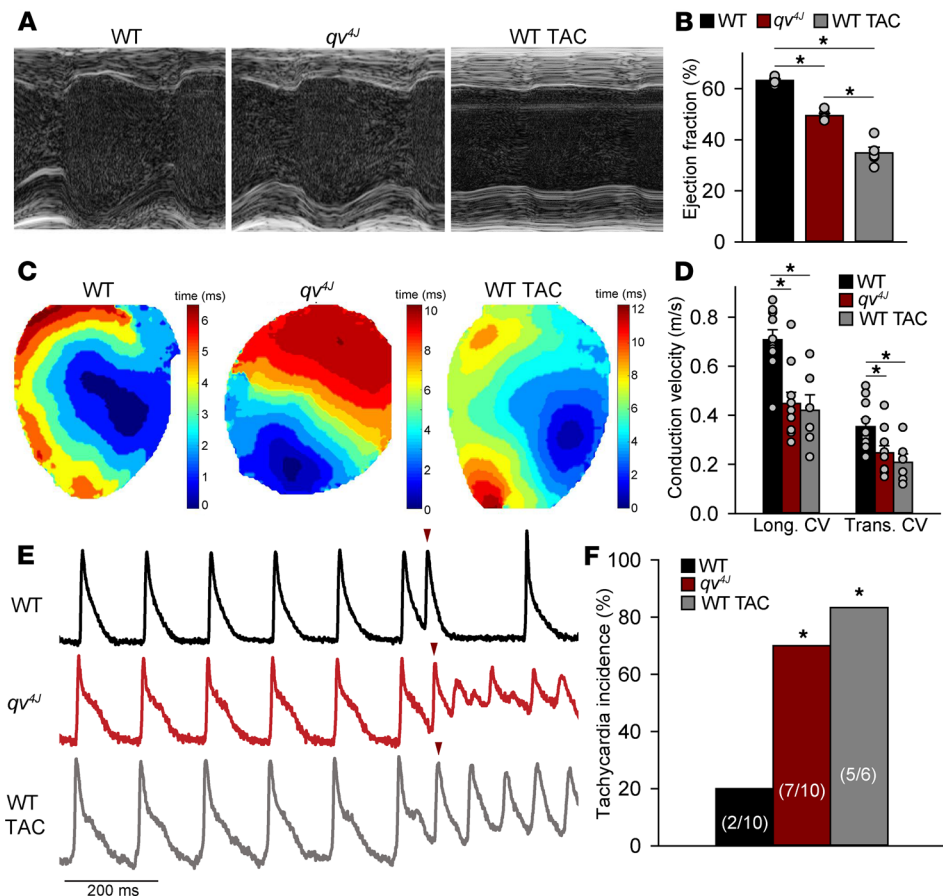 A
WT
qv4J
WT TAC
B
WT
qv4J
WT TAC
Ejection fraction (%)
60
40
20
0
*
*
*
C
WT
time (ms)
6
5
4
3
2
1
0
qv4J
time (ms)
10
8
6
4
2
0
WT TAC
time (ms)
12
10
8
6
4
2
0
D
WT
qv4J
WT TAC
Conduction velocity (m/s)
0.8
0.6
0.4
0.2
0.0
*
*
*
*
Long. CV
Trans. CV
E
WT
qv4J
WT
TAC
200 ms
F
WT
qv4J
WT TAC
Tachycardia incidence (%)
100
80
60
40
20
0
*
*
(2/10)
(7/10)
(5/6)